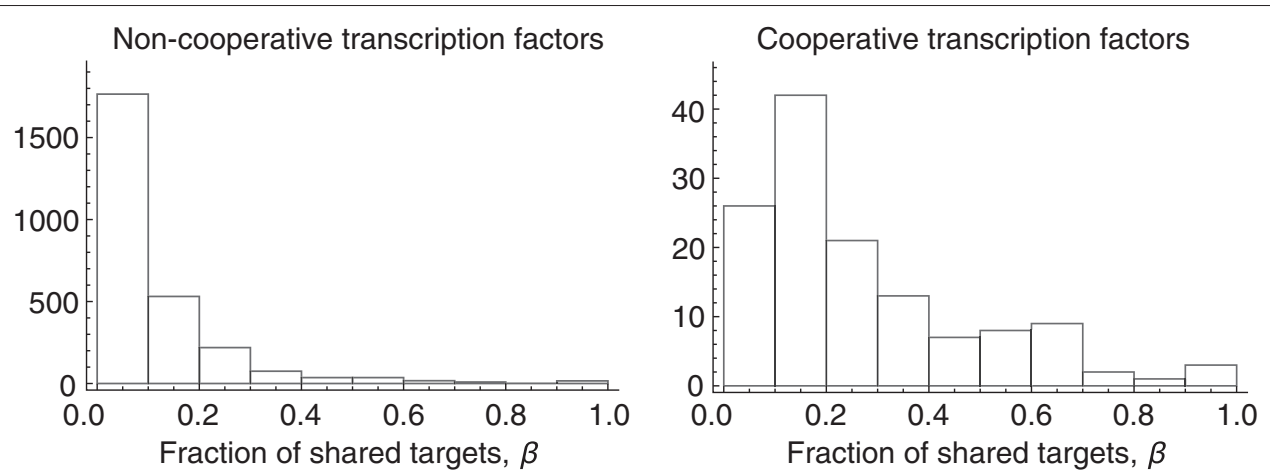 Non-cooperative transcription factors
1500
1000
500
0
0.0 0.2 0.4 0.6 0.8 1.0
Fraction of shared targets, β
Cooperative transcription factors
40
30
20
10
0
0.0 0.2 0.4 0.6 0.8 1.0
Fraction of shared targets, β